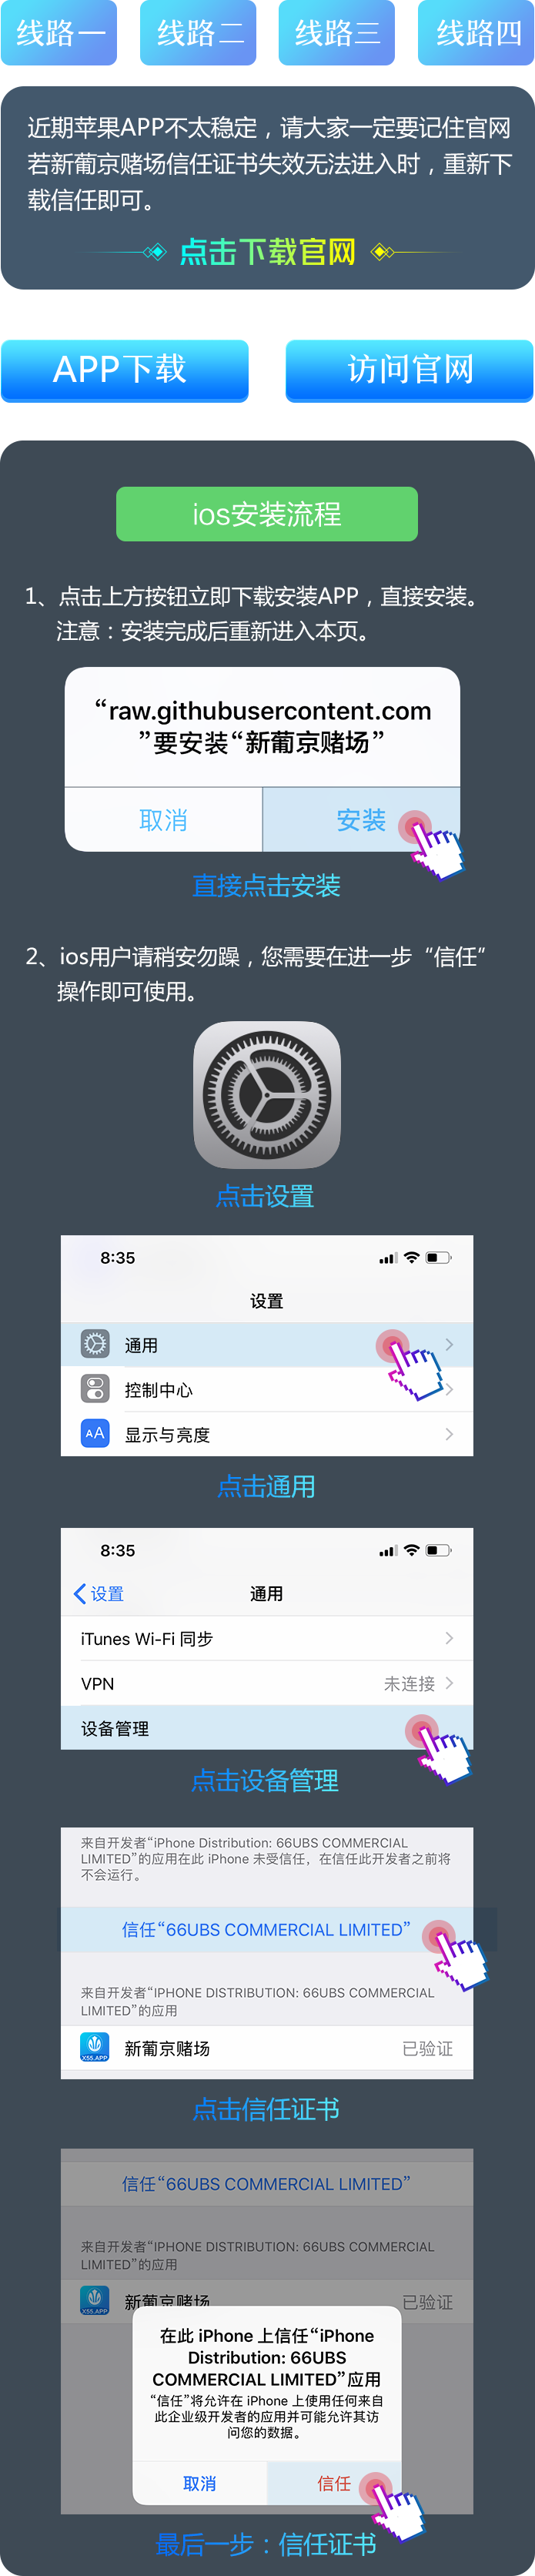 线路一 线路二 线路三 线路四
近期苹果APP不太稳定，请大家一定要记住官网
若新葡京赌场信任证书失效无法进入时，重新下
载信任即可。
点击下载官网
APP下载 访问官网
ios安装流程
1、点击上方按钮立即下载安装APP，直接安装。
注意：安装完成后重新进入本页。
“raw.githubusercontent.com
”要安装“新葡京赌场”
取消 安装
直接点击安装
2、ios用户请稍安勿躁，您需要在进一步“信任”
操作即可使用。
点击设置
8:35
设置
通用
控制中心
AA 显示与亮度
点击通用
8:35
设置 通用
iTunes Wi-Fi 同步
VPN 未连接
设备管理
点击设备管理
来自开发者“iPhone Distribution: 66UBS COMMERCIAL
LIMITED”的应用在此 iPhone 未受信任，在信任此开发者之前将
不会运行。
信任“66UBS COMMERCIAL LIMITED”
来自开发者“IPHONE DISTRIBUTION: 66UBS COMMERCIAL
LIMITED”的应用
X55.APP 新葡京赌场 已验证
点击信任证书
信任“66UBS COMMERCIAL LIMITED”
来自开发者“IPHONE DISTRIBUTION: 66UBS COMMERCIAL
LIMITED”的应用
X55.APP 新葡京赌场 已验证
在此 iPhone 上信任“iPhone
Distribution: 66UBS
COMMERCIAL LIMITED”应用
“信任”将允许在 iPhone 上使用任何来自
此企业级开发者的应用并可能允许其访
问您的数据。
取消 信任
最后一步：信任证书